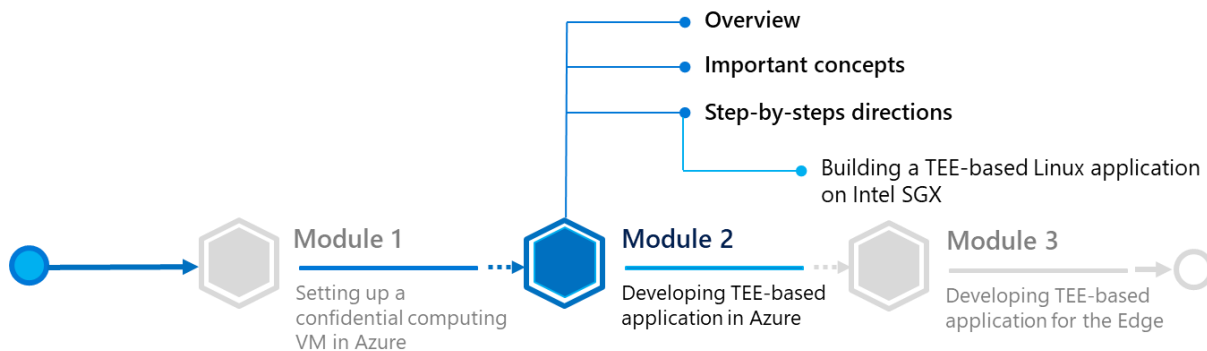 Overview
Important concepts
Step-by-steps directions
Building a TEE-based Linux application
on Intel SGX
Module 1
Setting up a
confidential computing
VM in Azure
Module 2
Developing TEE-based
application in Azure
Module 3
Developing TEE-based
application for the Edge